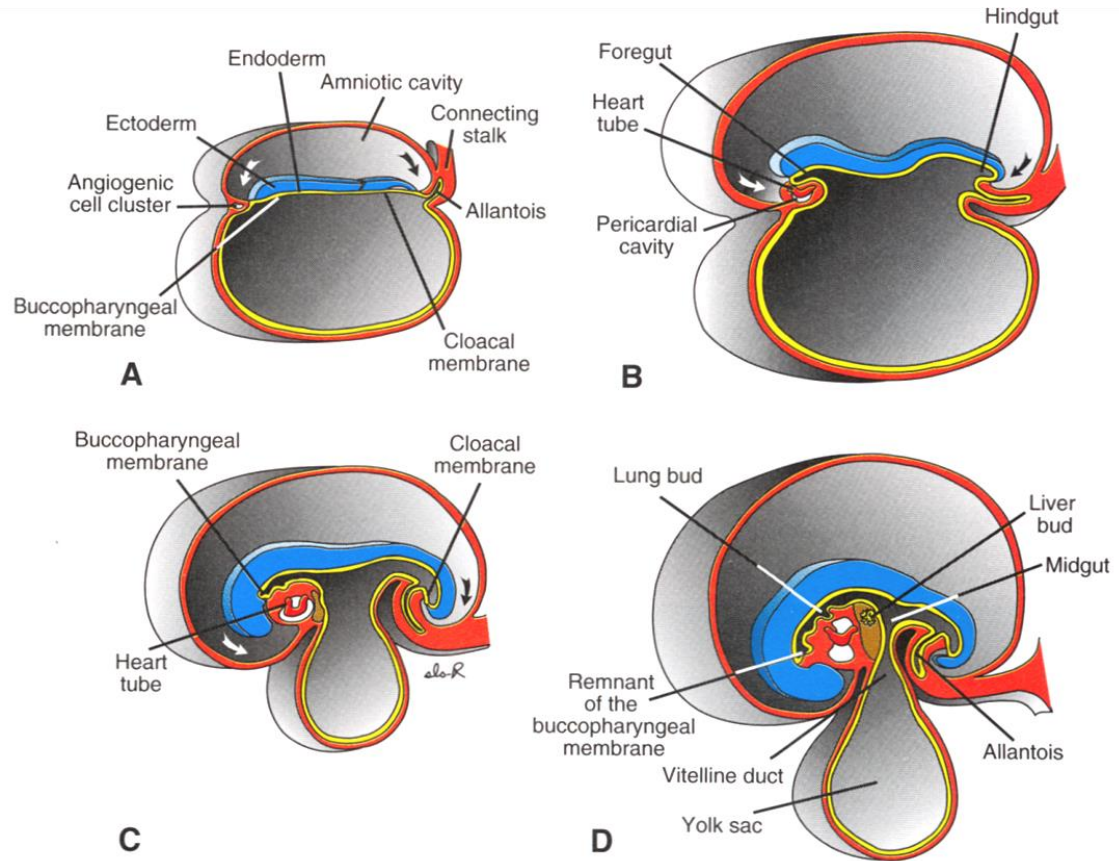 Endoderm
Amniotic cavity
Ectoderm
Connecting
stalk
Angiogenic
cell cluster
Allantois
Buccopharyngeal
membrane
Cloacal
membrane
A
Hindgut
Foregut
Heart
tube
Pericardial
cavity
B
Buccopharyngeal
membrane
Cloacal
membrane
Heart
tube
C
Lung bud
Liver
bud
Midgut
Remnant
of the
buccopharyngeal
membrane
Allantois
Vitelline duct
Yolk sac
D